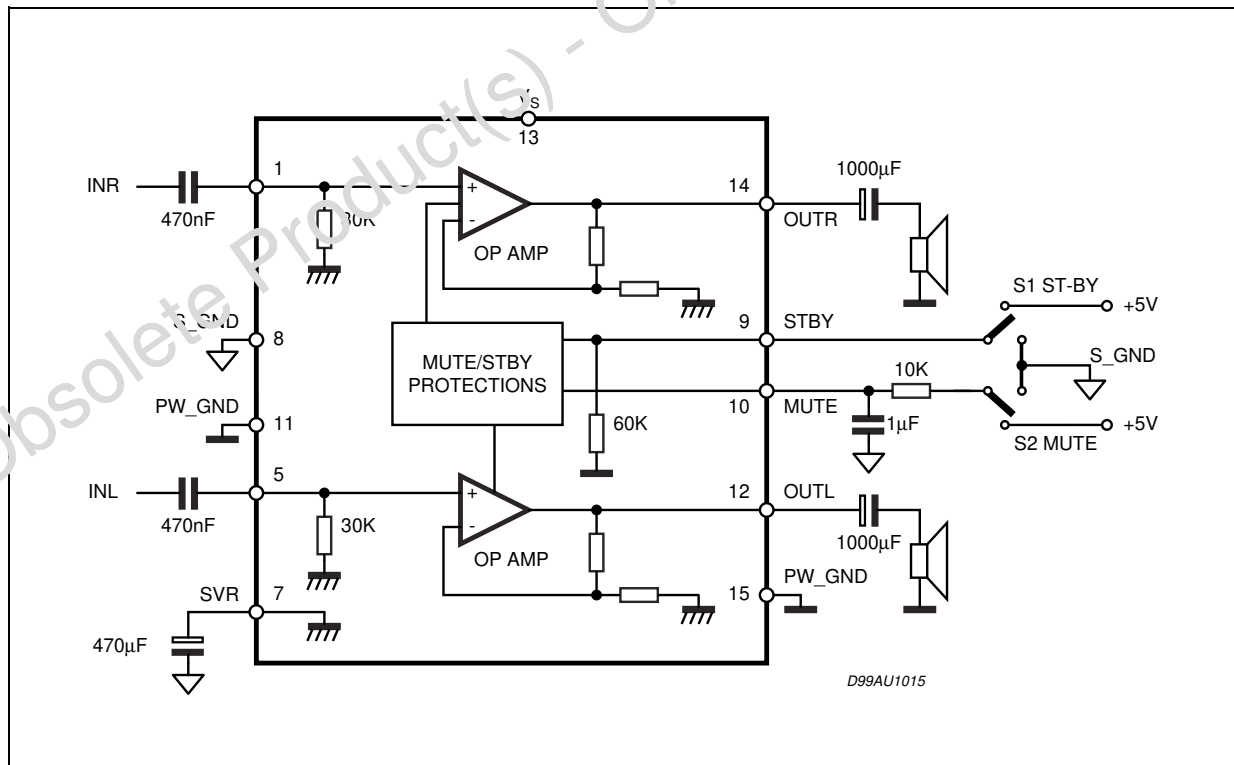 Obsolete Product(s) - O
VS
13
1
INR
470nF
30K
+
-
OP AMP
14
OUTR
1000µF
S1 ST-BY
+5V
S_GND
8
9
STBY
MUTE/STBY
PROTECTIONS
S_GND
10K
10
MUTE
PW_GND
11
60K
1µF
+5V
S2 MUTE
5
INL
470nF
30K
+
-
OP AMP
12
OUTL
1000µF
PW_GND
15
SVR
7
470µF
D99AU1015